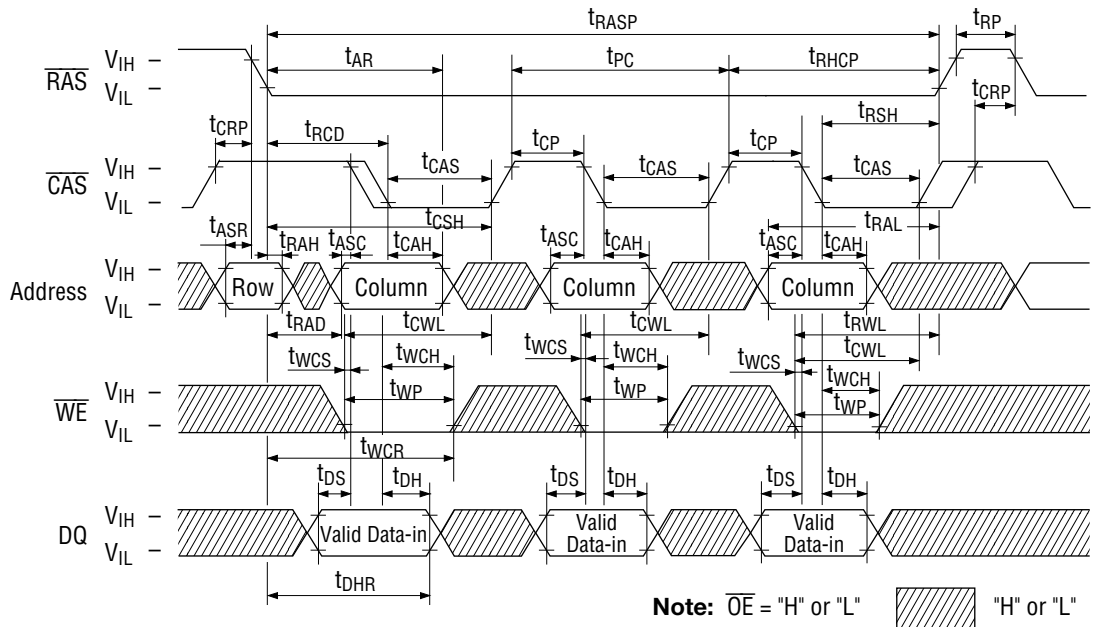 tRASP
tRP
tAR
tPC
tRHCP
RAS
VIH –
VIL –
tCRP
tRCD
tCRP
tRSH
tCP
tCP
CAS
VIH –
VIL –
tCAS
tCAS
tCAS
tCSH
tRAL
tASR
tRAH
tASC
tCAH
tASC
tCAH
tASC
tCAH
Address
VIH –
VIL –
Row
Column
Column
Column
tRAD
tCWL
tCWL
tRWL
tCWL
tWCS
tWCH
tWCS
tWCH
tWCS
tWCH
WE
VIH –
VIL –
tWP
tWP
tWP
tWCR
tDS
tDH
tDS
tDH
tDS
tDH
DQ
VIH –
VIL –
Valid Data-in
Valid
Data-in
Valid
Data-in
tDHR
Note: OE = "H" or "L"
"H" or "L"